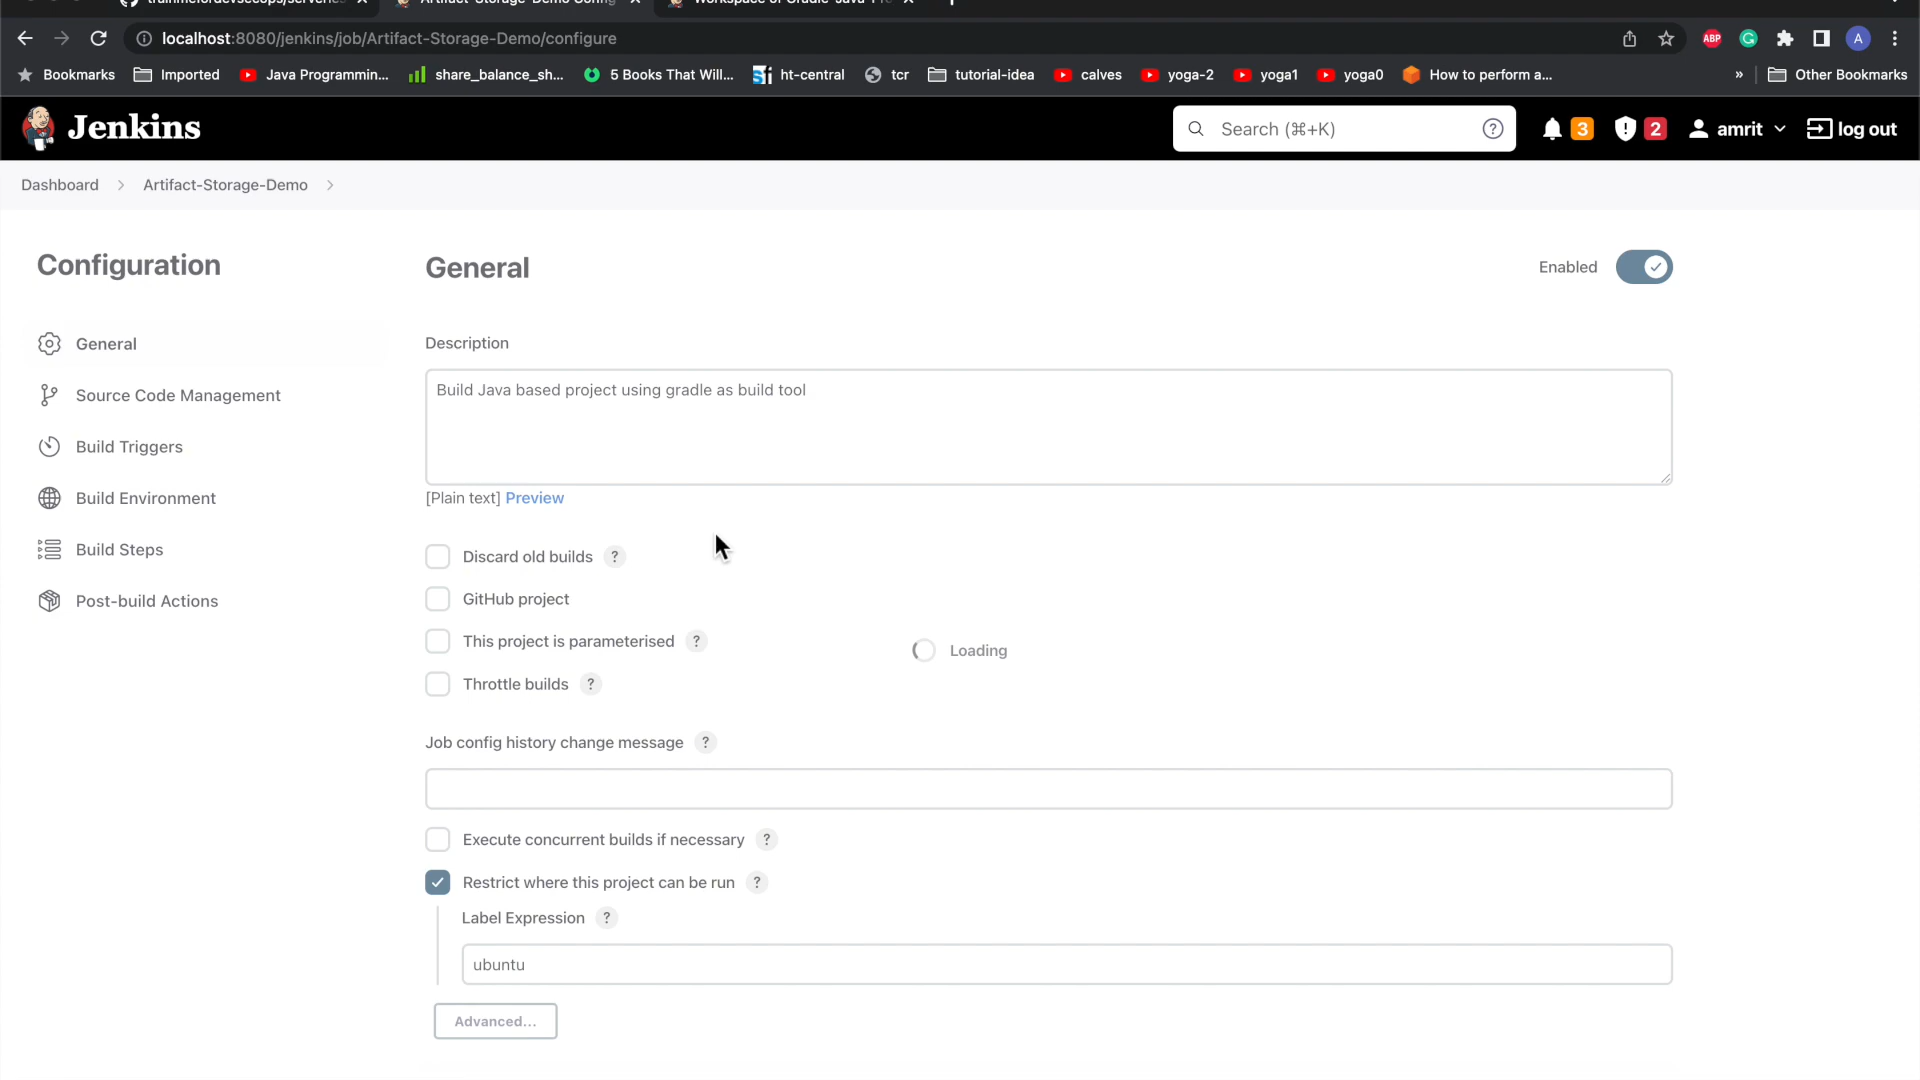 localhost:8080/jenkins/job/Artifact-Storage-Demo/configure
ABP
A
Bookmarks Imported Java Programmin... share_balance_sh... 5 Books That Will... ht-central tcr tutorial-idea calves yoga-2 yoga1 yoga0 How to perform a... » Other Bookmarks
Jenkins Search (⌘+K) ? 3 2 amrit log out
Dashboard Artifact-Storage-Demo
Configuration
General
Source Code Management
Build Triggers
Build Environment
Build Steps
Post-build Actions
General
Enabled
Description
Build Java based project using gradle as build tool
[Plain text] Preview
Discard old builds ?
GitHub project
This project is parameterised ?
Throttle builds ?
Loading
Job config history change message ?
Execute concurrent builds if necessary ?
Restrict where this project can be run ?
Label Expression ?
ubuntu
Advanced...